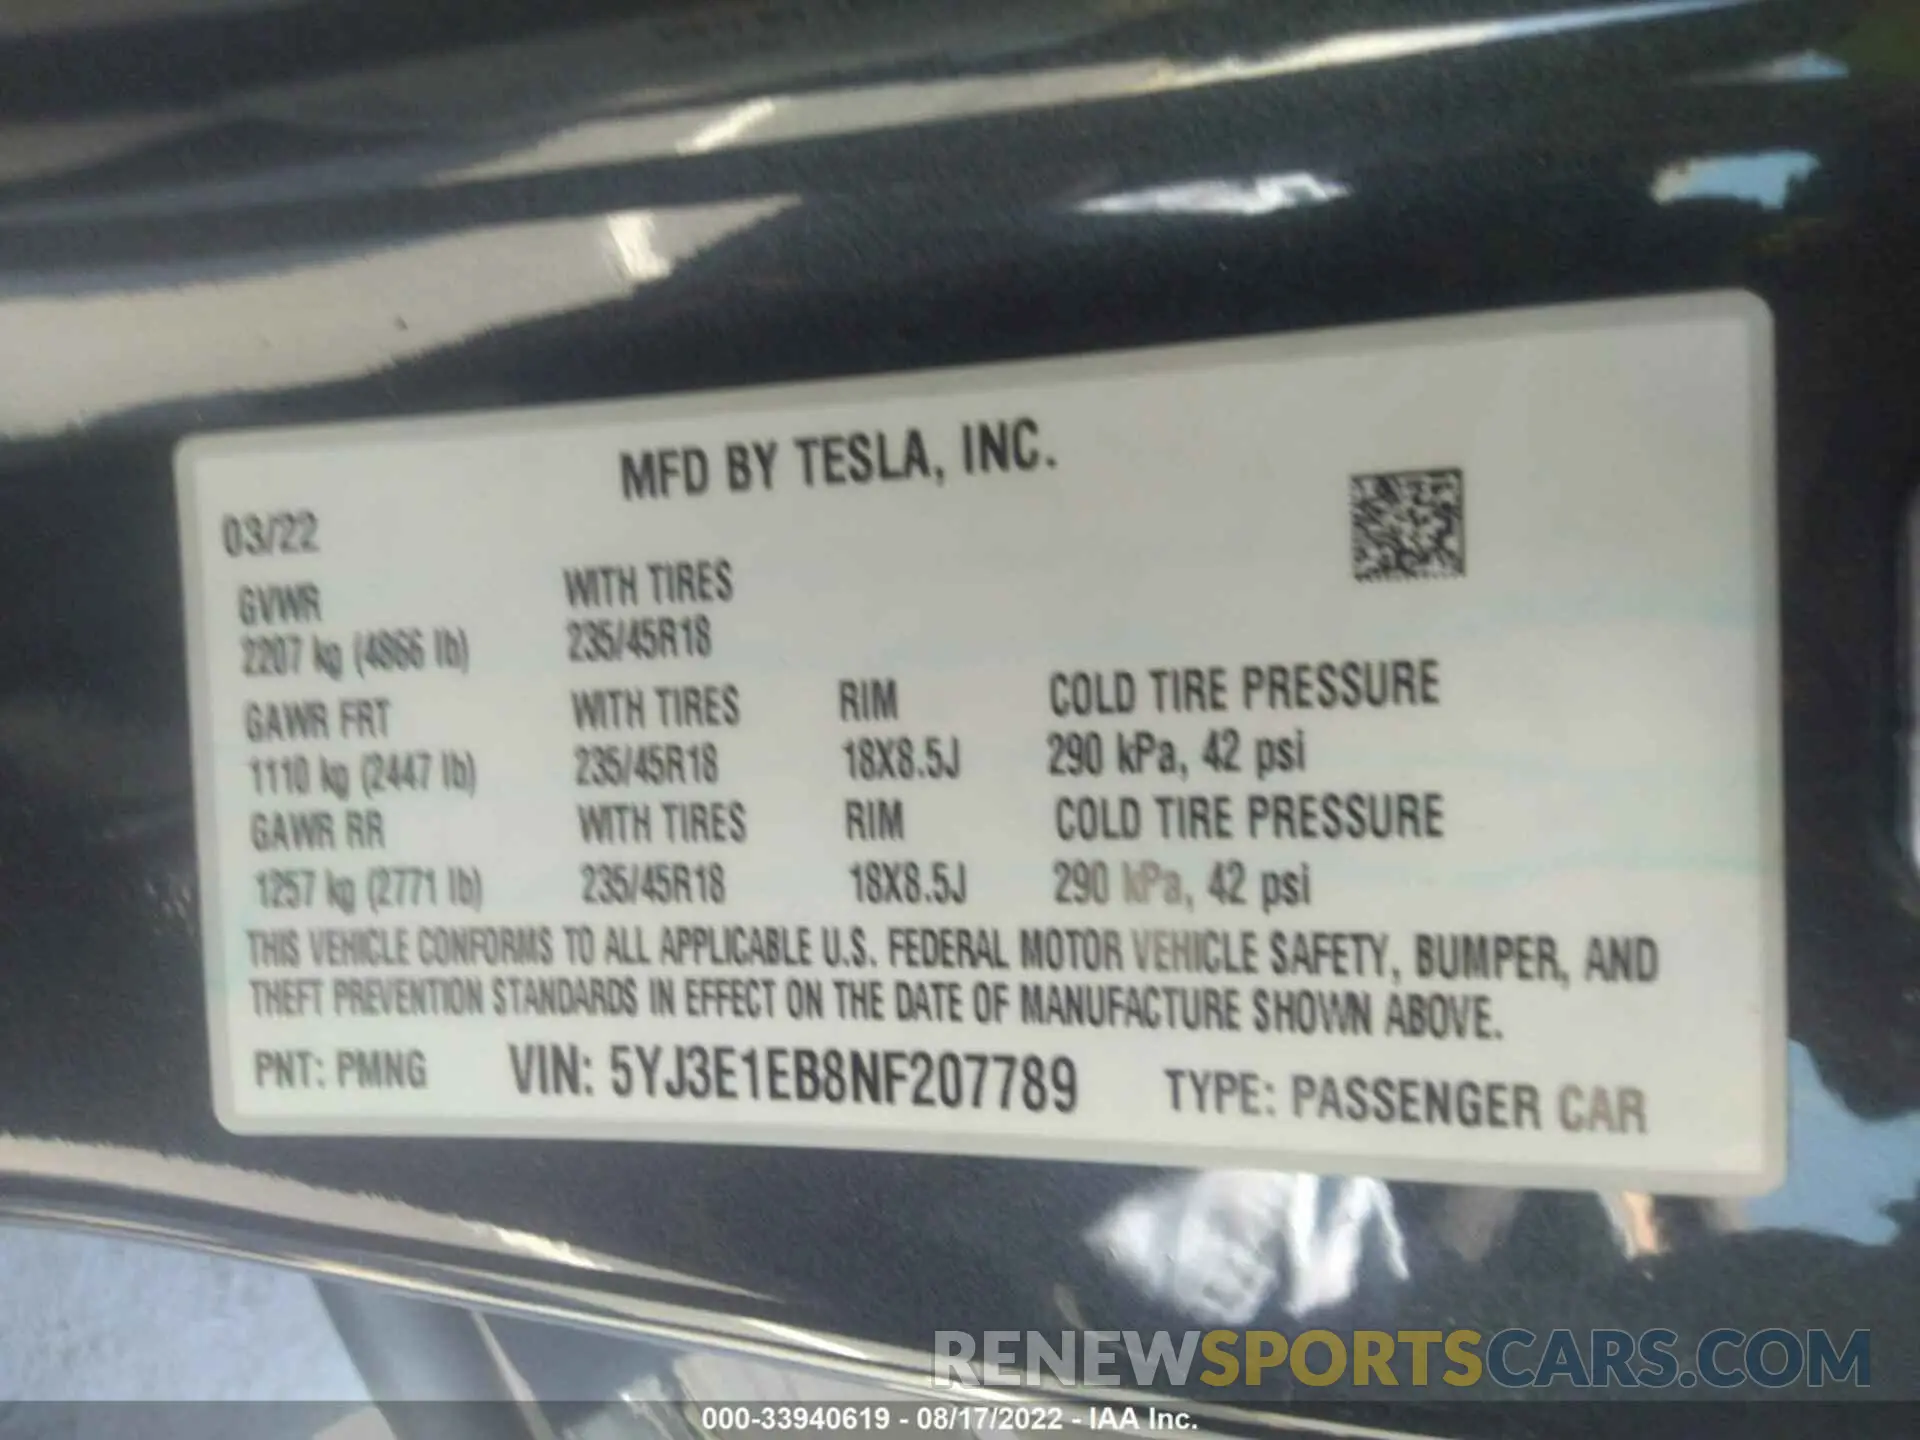 MFD BY TESLA, INC.
03/22
GVWR WITH TIRES
2207 kg (4866 lb) 235/45R18
GAWR FRT WITH TIRES RIM COLD TIRE PRESSURE
1110 kg (2447 lb) 235/45R18 18X8.5J 290 kPa, 42 psi
GAWR RR WITH TIRES RIM COLD TIRE PRESSURE
1257 kg (2771 lb) 235/45R18 18X8.5J 290 kPa, 42 psi
THIS VEHICLE CONFORMS TO ALL APPLICABLE U.S. FEDERAL MOTOR VEHICLE SAFETY, BUMPER, AND
THEFT PREVENTION STANDARDS IN EFFECT ON THE DATE OF MANUFACTURE SHOWN ABOVE.
PNT: PMNG VIN: 5YJ3E1EB8NF207789 TYPE: PASSENGER CAR
RENEWSPORTSCARS.COM
000-33940619 - 08/17/2022 - IAA Inc.